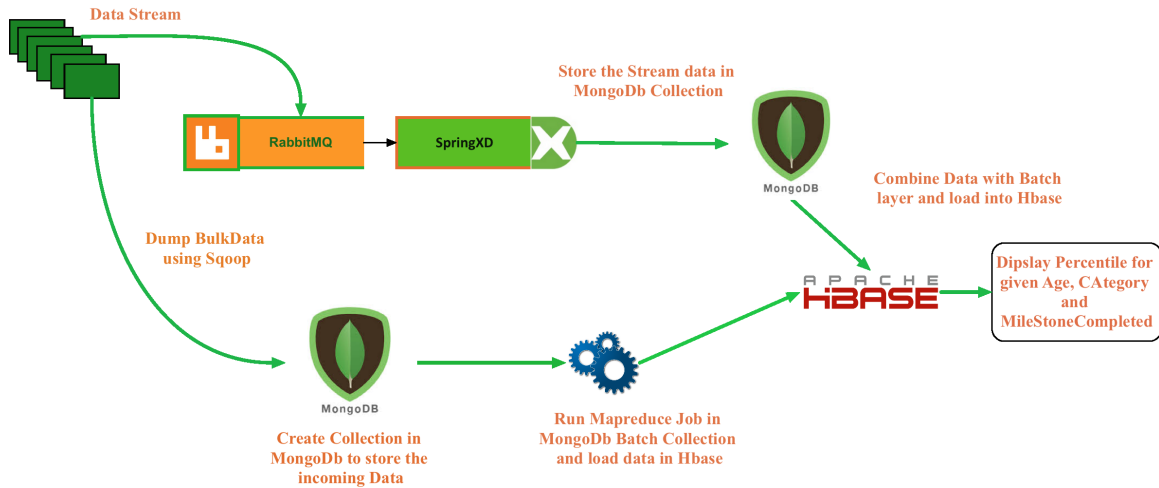 Data Stream
Store the Stream data in
MongoDb Collection
RabbitMQ
SpringXD
MongoDB
Combine Data with Batch
layer and load into Hbase
Dump BulkData
using Sqoop
APACHE
HBASE
Dipslay Percentile for
given Age, CAtegory
and
MileStoneCompleted
MongoDB
Create Collection in
MongoDb to store the
incoming Data
Run Mapreduce Job in
MongoDb Batch Collection
and load data in Hbase